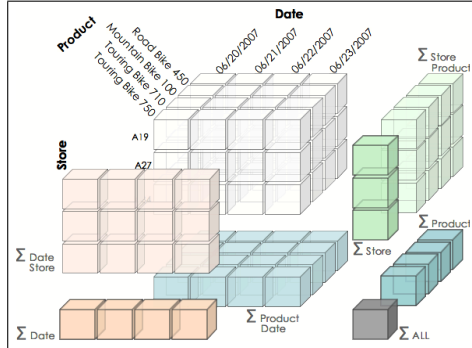 Date
Product
Road Bike 450
Mountain Bike 100
Touring Bike 710
Touring Bike 750
06/20/2007
06/21/2007
06/22/2007
06/23/2007
Σ Store
Product
Store
A19
A27
Σ Date
Store
Σ Store
Σ Product
Σ Product
Date
Σ Date
Σ ALL